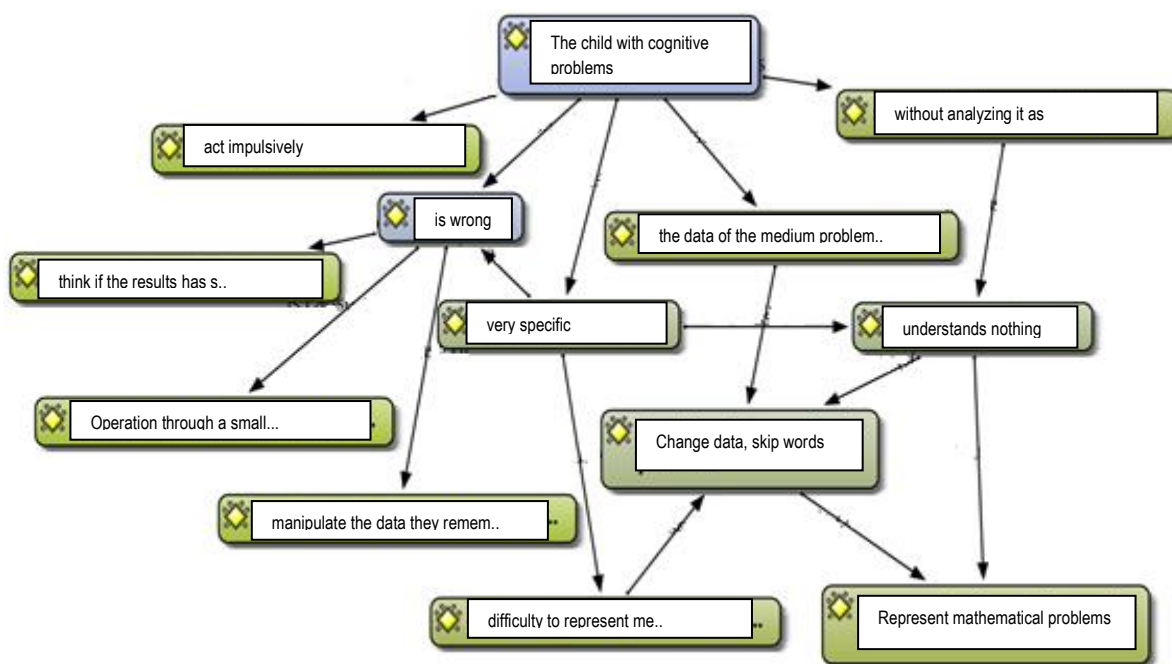 The child with cognitive
problems
without analyzing it as
act impulsively
is wrong
the data of the medium problem..
think if the results has s..
very specific
understands nothing
Operation through a small...
Change data, skip words
manipulate the data they remem..
difficulty to represent me..
Represent mathematical problems